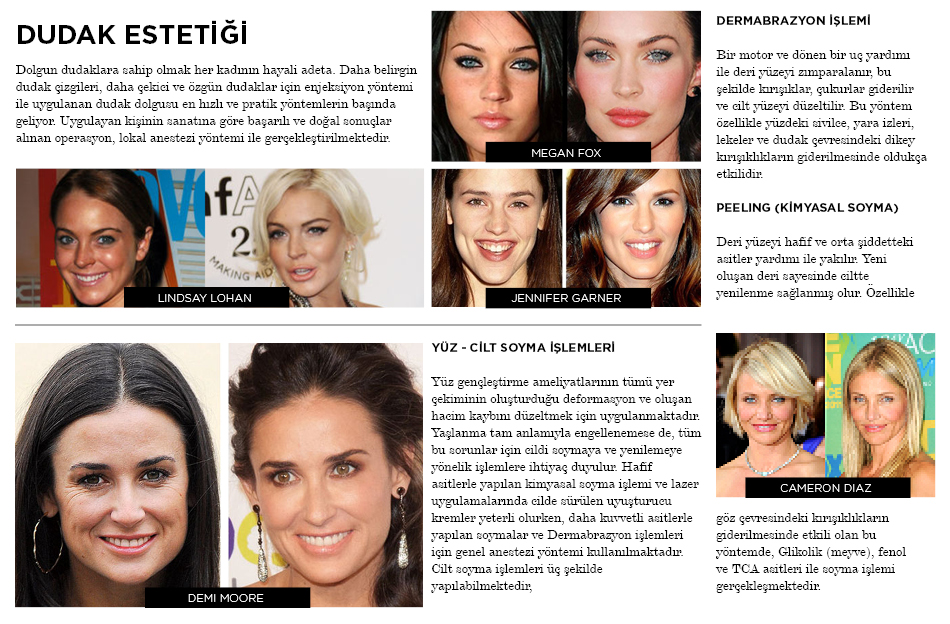 DUDAK ESTETİĞİ
Dolgun dudaklara sahip olmak her kadının hayali adeta. Daha belirgin
dudak çizgileri, daha çekici ve özgün dudaklar için enjeksiyon yöntemi
ile uygulanan dudak dolgusu en hızlı ve pratik yöntemlerin başında
geliyor. Uygulayan kişinin sanatına göre başarılı ve doğal sonuçlar
alınan operasyon, lokal anestezi yöntemi ile gerçekleştirilmektedir.
MEGAN FOX
fA
2
MAKING AID
LINDSAY LOHAN
JENNIFER GARNER
DEMI MOORE
YÜZ - CİLT SOYMA İŞLEMLERİ
Yüz gençleştirme ameliyatlarının tümü yer
çekiminin oluşturduğu deformasyon ve oluşan
hacim kaybını düzeltmek için uygulanmaktadır.
Yaşlanma tam anlamıyla engellenemese de, tüm
bu sorunlar için cildi soymaya ve yenilemeye
yönelik işlemlere ihtiyaç duyulur. Hafif
asitlerle yapılan kimyasal soyma işlemi ve lazer
uygulamalarında cilde sürülen uyuşturucu
kremler yeterli olurken, daha kuvvetli asitlerle
yapılan soymalar ve Dermabrazyon işlemleri
için genel anestezi yöntemi kullanılmaktadır.
Cilt soyma işlemleri üç şekilde
yapılabilmektedir,
DERMABRAZYON İŞLEMİ
Bir motor ve dönen bir uç yardımı
ile deri yüzeyi zımparalanır, bu
şekilde kırışıklar, çukurlar giderilir
ve cilt yüzeyi düzeltilir. Bu yöntem
özellikle yüzdeki sivilce, yara izleri,
lekeler ve dudak çevresindeki dikey
kırışıklıkların giderilmesinde oldukça
etkilidir.
PEELING (KİMYASAL SOYMA)
Deri yüzeyi hafif ve orta şiddetteki
asitler yardımı ile yakılır. Yeni
oluşan deri sayesinde ciltte
yenilenme sağlanmış olur. Özellikle
CAMERON DIAZ
göz çevresindeki kırışıklıkların
giderilmesinde etkili olan bu
yöntemde, Glikolik (meyve), fenol
ve TCA asitleri ile soyma işlemi
gerçekleşmektedir.